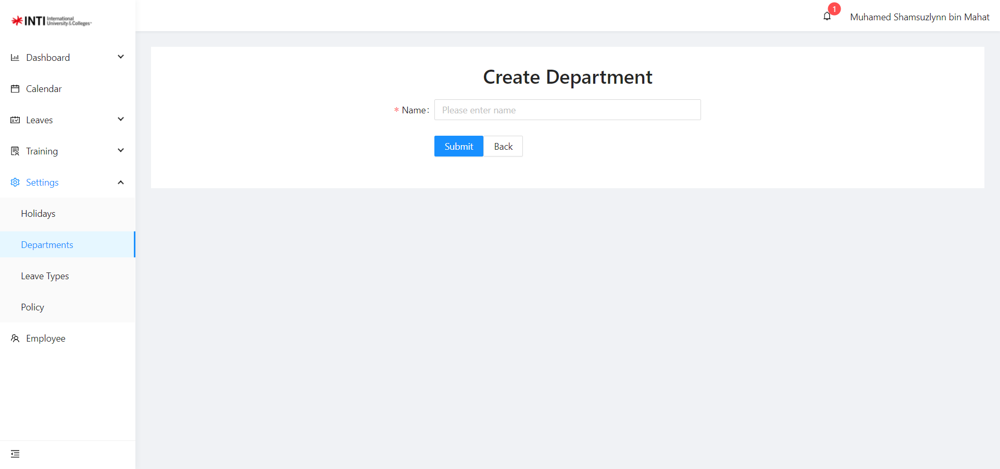 INTI International
University & Colleges
1
Muhamed Shamsuzlynn bin Mahat
Dashboard
Calendar
Leaves
Training
Settings
Holidays
Departments
Leave Types
Policy
Employee
Create Department
* Name:
Please enter name
Submit
Back